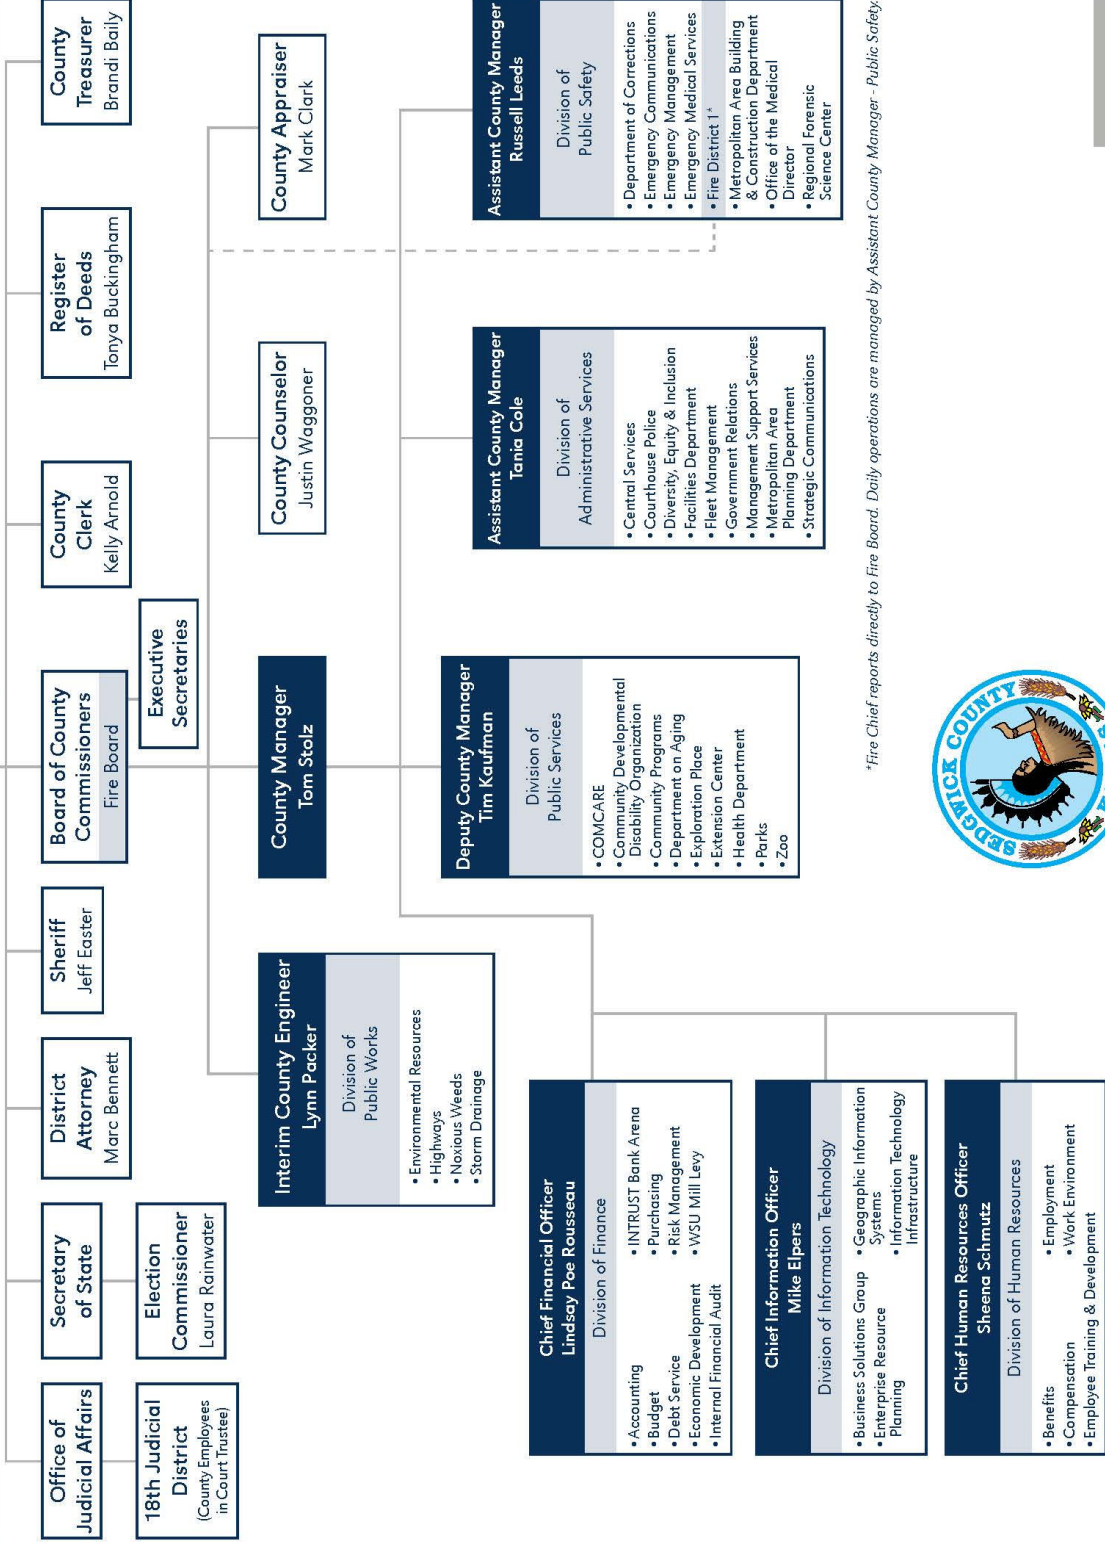 Office of
Judicial Affairs
18th Judicial
District
(County Employees
in Court Trustee)
Secretary
of State
Election
Commissioner
Laura Rainwater
District
Attorney
Marc Bennett
Sheriff
Jeff Easter
Board of County
Commissioners
Fire Board
Executive
Secretaries
County
Clerk
Kelly Arnold
Register
of Deeds
Tonya Buckingham
County
Treasurer
Brandi Baily
Interim County Engineer
Lynn Packer
Division of
Public Works
• Environmental Resources
• Highways
• Noxious Weeds
• Storm Drainage
County Manager
Tom Stolz
County Counselor
Justin Waggoner
County Appraiser
Mark Clark
Deputy County Manager
Tim Kaufman
Division of
Public Services
• COMCARE
• Community Developmental
Disability Organization
• Community Programs
• Department on Aging
• Exploration Place
• Extension Center
• Health Department
• Parks
• Zoo
Assistant County Manager
Tania Cole
Division of
Administrative Services
• Central Services
• Courthouse Police
• Diversity, Equity & Inclusion
• Facilities Department
• Fleet Management
• Government Relations
• Management Support Services
• Metropolitan Area
Planning Department
• Strategic Communications
Assistant County Manager
Russell Leeds
Division of
Public Safety
• Department of Corrections
• Emergency Communications
• Emergency Management
• Emergency Medical Services
• Fire District 1*
• Metropolitan Area Building
& Construction Department
• Office of the Medical
Director
• Regional Forensic
Science Center
Chief Financial Officer
Lindsay Poe Rousseau
Division of Finance
• Accounting
• Budget
• Debt Service
• Economic Development
• Internal Financial Audit
• INTRUST Bank Arena
• Purchasing
• Risk Management
• WSU Mill Levy
Chief Information Officer
Mike Elpers
Division of Information Technology
• Business Solutions Group
• Enterprise Resource
Planning
• Geographic Information
Systems
• Information Technology
Infrastructure
Chief Human Resources Officer
Sheena Schmutz
Division of Human Resources
• Benefits
• Compensation
• Employee Training & Development
• Employment
• Work Environment
*Fire Chief reports directly to Fire Board. Daily operations are managed by Assistant County Manager - Public Safety.
SEDGWICK COUNTY